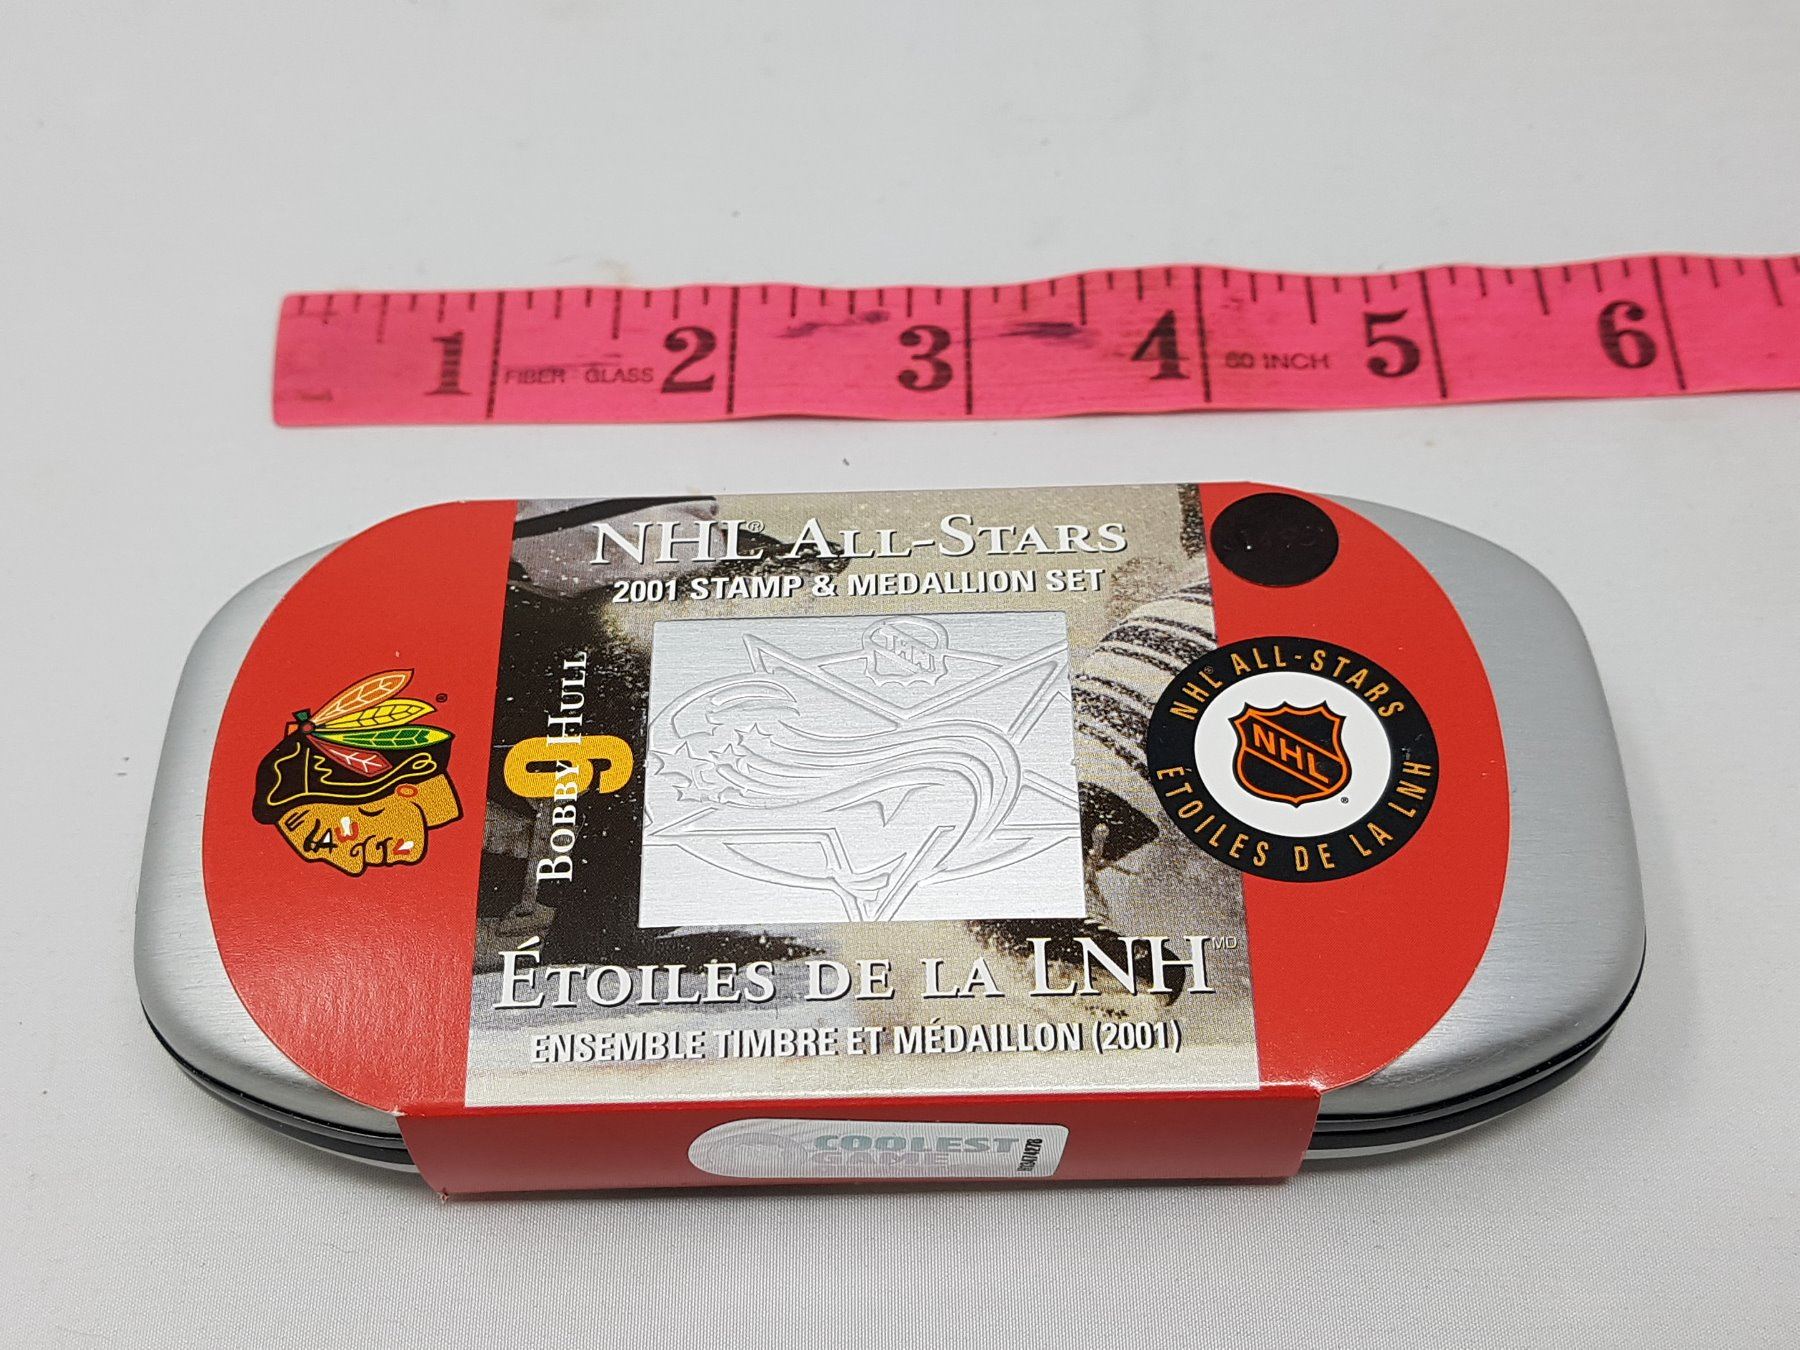 1 2 3 4 5 6
FIBER GLASS
60 INCH
NHL® ALL-STARS
2001 STAMP & MEDALLION SET
9
BOBBY HULL
®
NHL® ALL-STARS
NHL
®
ÉTOILES DE LA LNH
ÉTOILES DE LA LNH MD
ENSEMBLE TIMBRE ET MÉDAILLON (2001)
COOLEST
GAME